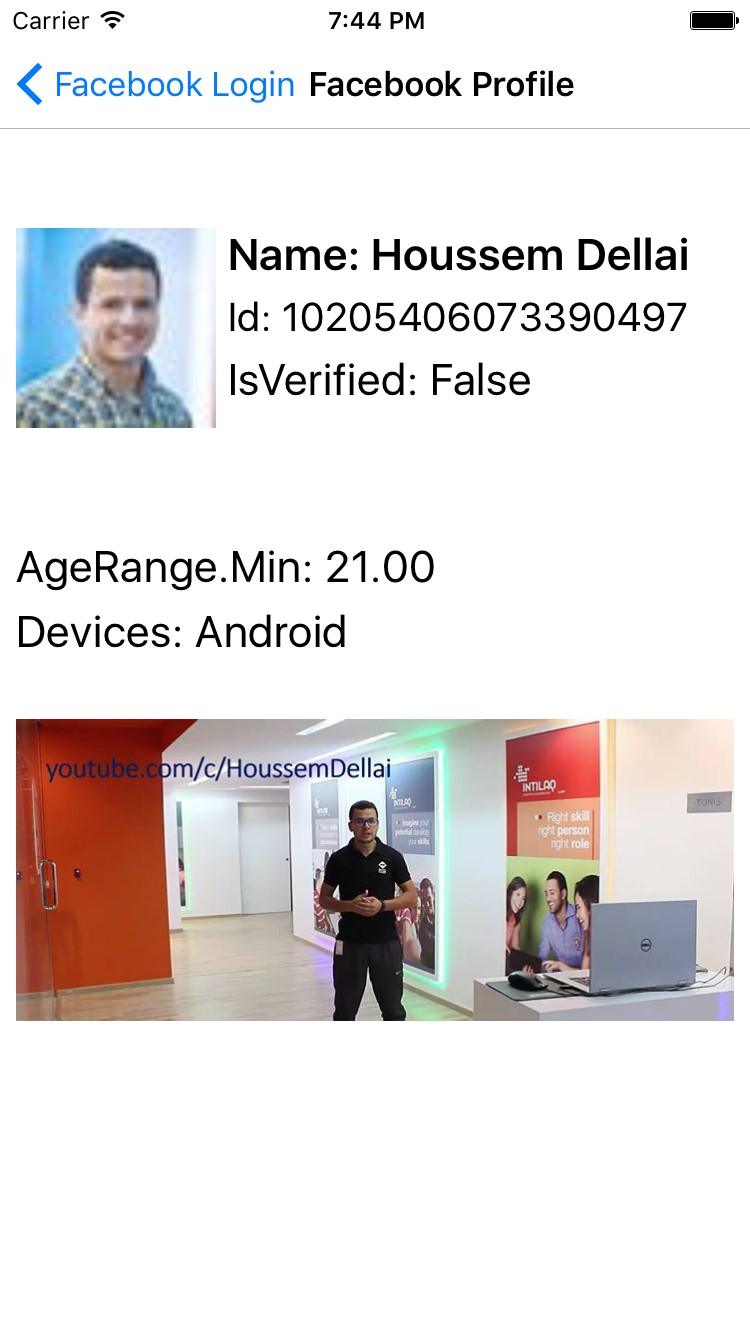 Carrier 7:44 PM
Facebook Login Facebook Profile
Name: Houssem Dellai
Id: 10205406073390497
IsVerified: False
AgeRange.Min: 21.00
Devices: Android
youtube.com/c/HoussemDellai
INTILAQ
Imagine your
potential develop
your skills
INTILAQ
Right skill
right person
right role
TUNIS
DELL